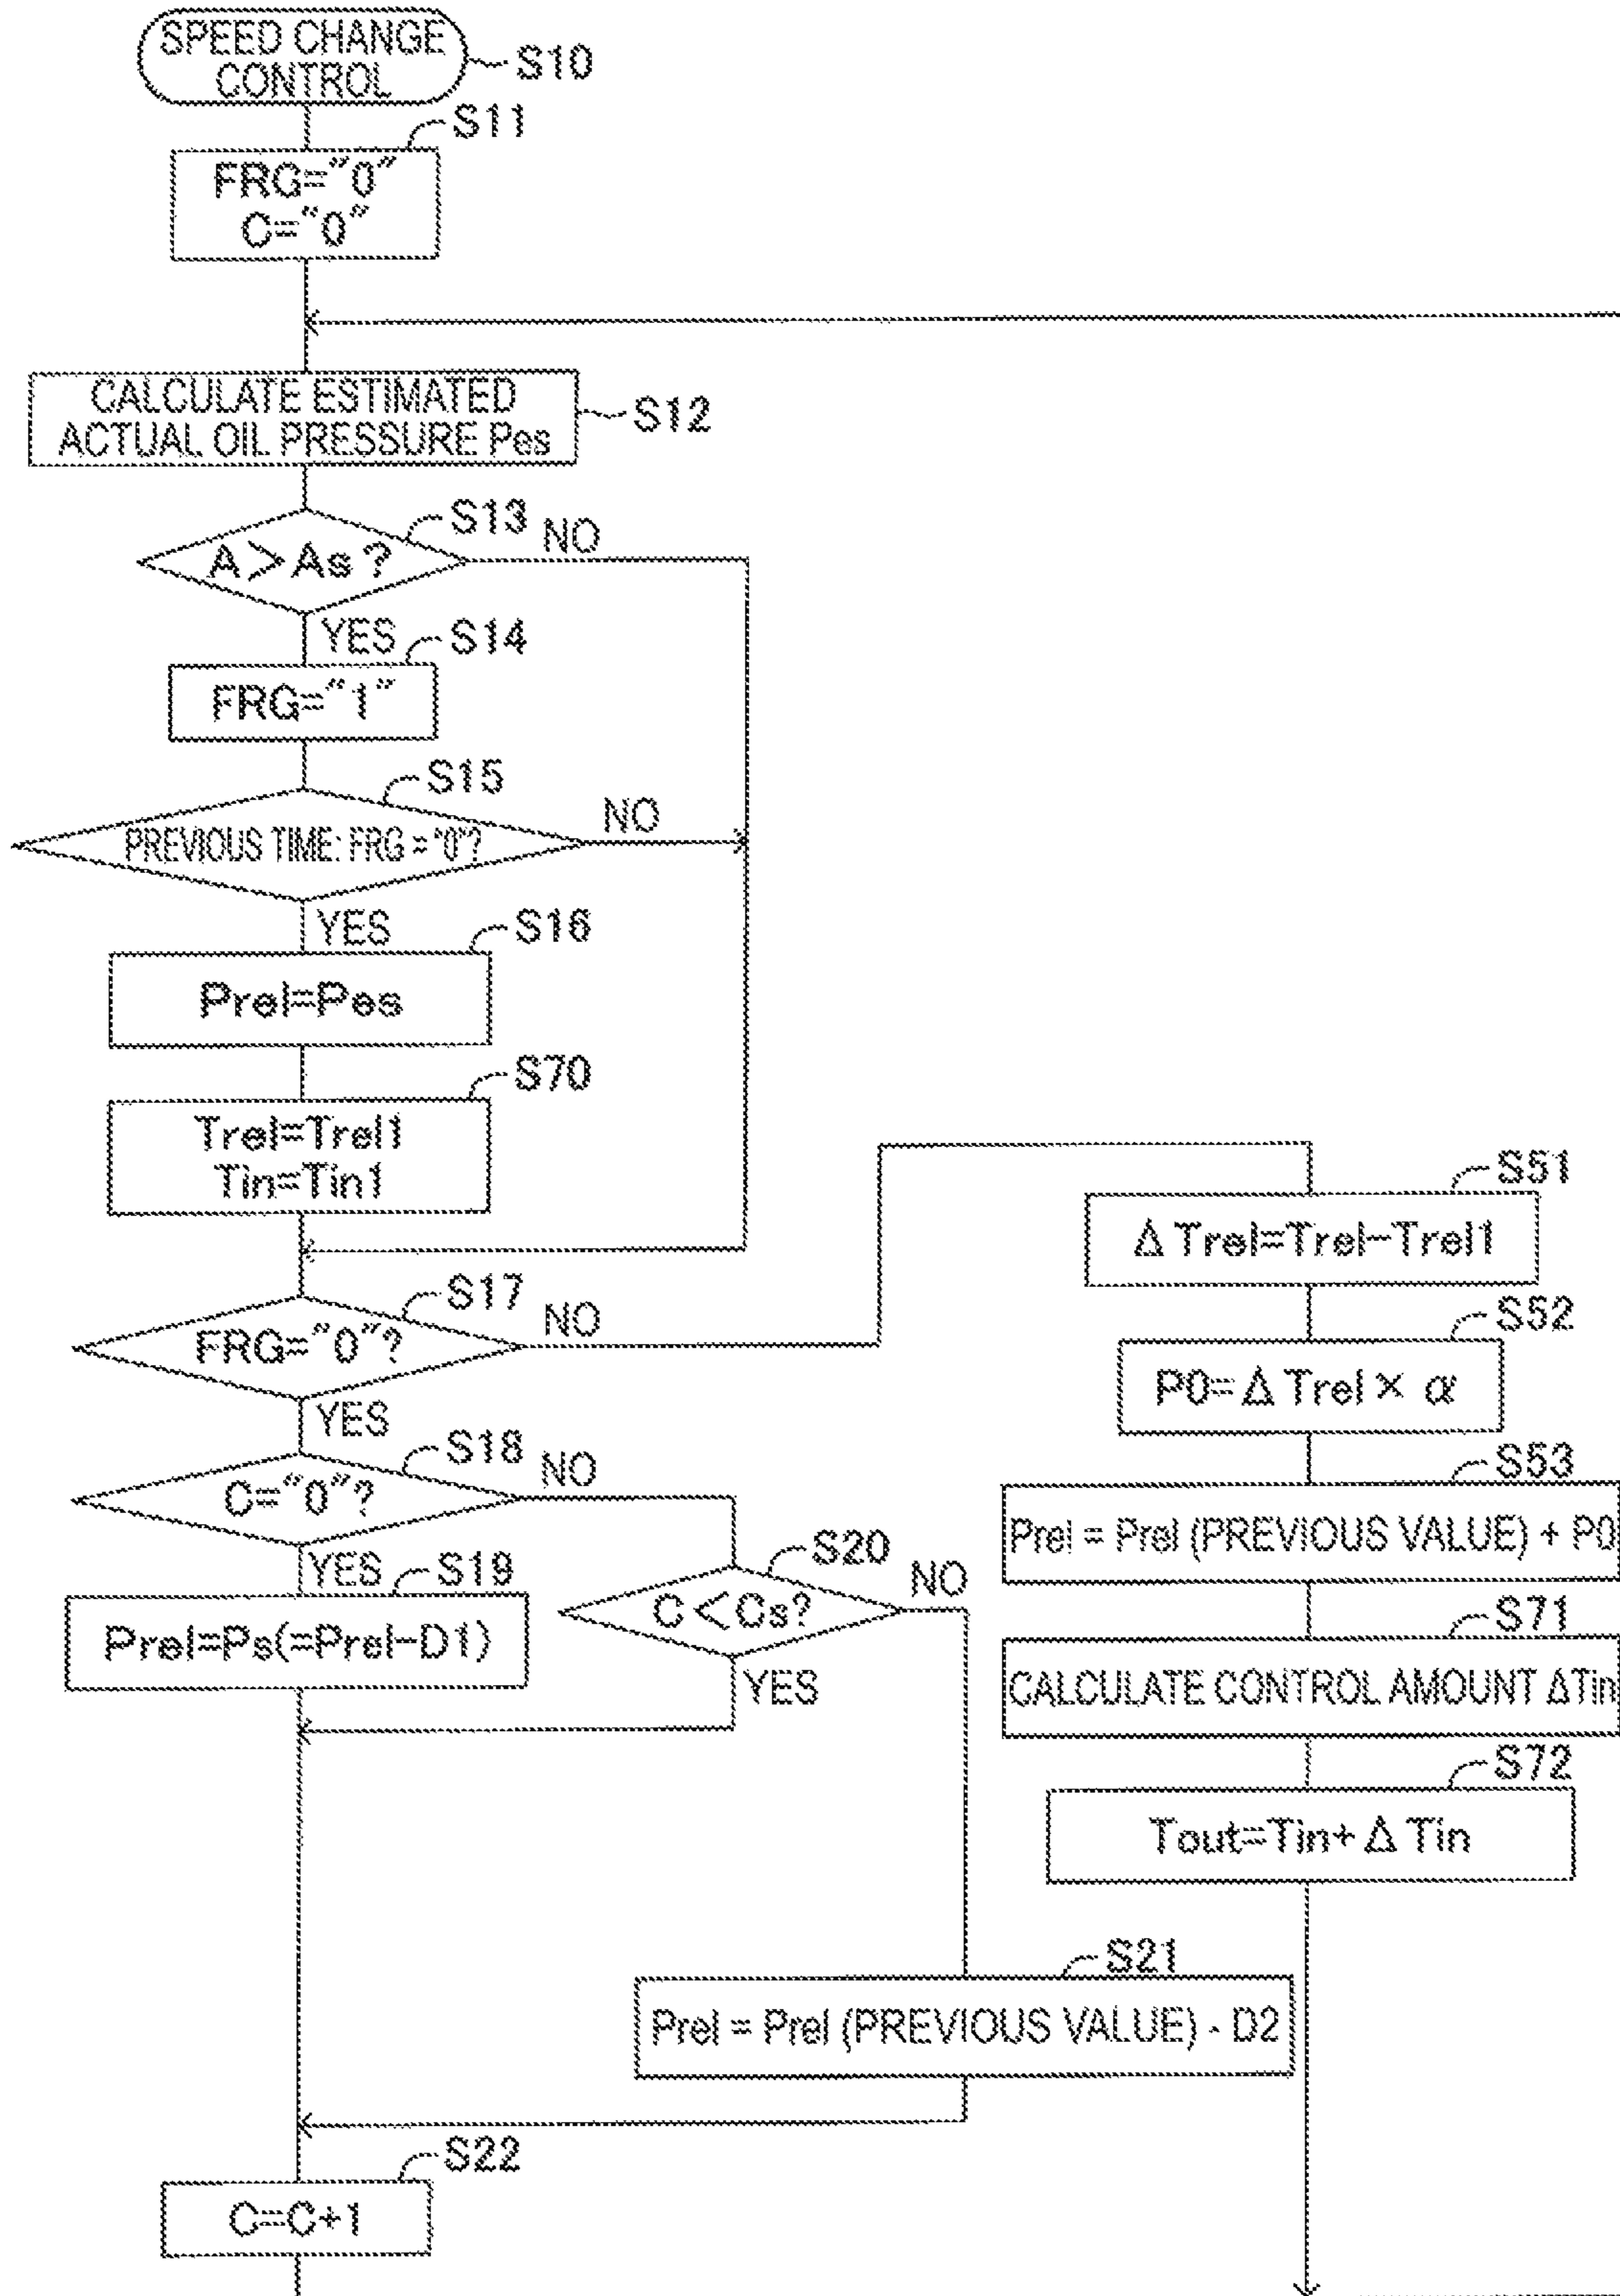 SPEED CHANGE
CONTROL
S10
S11
FRG="0"
C="0"
CALCULATE ESTIMATED
ACTUAL OIL PRESSURE Pes
S12
S13
A>As?
NO
YES
S14
FRG="1"
S15
PREVIOUS TIME: FRG = "0"?
NO
YES
S16
Prel=Pes
S70
Trel=Trel1
Tin=Tin1
S17
FRG="0"?
NO
YES
S18
C="0"?
NO
YES
S19
Prel=Ps(=Prel-D1)
S20
C<Cs?
NO
YES
S21
Prel = Prel (PREVIOUS VALUE) - D2
S22
C=C+1
S51
Δ Trel=Trel-Trel1
S52
P0=Δ Trel × α
S53
Prel = Prel (PREVIOUS VALUE) + P0
S71
CALCULATE CONTROL AMOUNT ΔTin
S72
Tout=Tin+Δ Tin